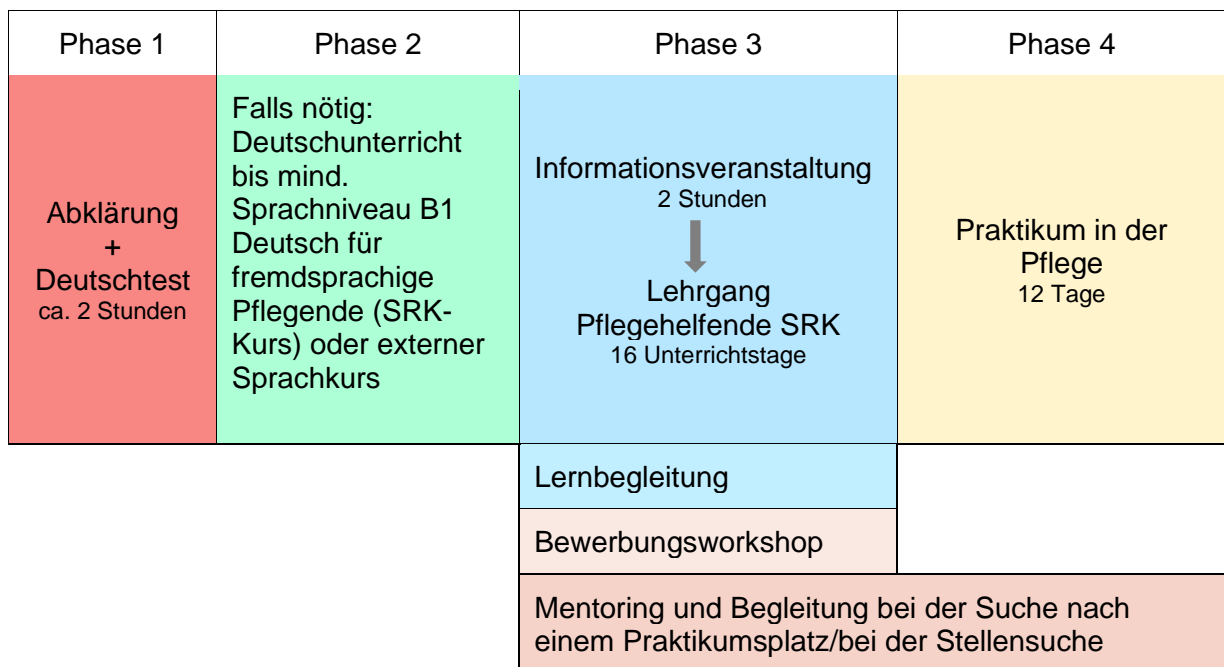 Phase 1
Phase 2
Phase 3
Phase 4
Abklärung
+
Deutschtest
ca. 2 Stunden
Falls nötig:
Deutschunterricht
bis mind.
Sprachniveau B1
Deutsch für
fremdsprachige
Pflegende (SRK-
Kurs) oder externer
Sprachkurs
Informationsveranstaltung
2 Stunden
Lehrgang
Pflegehelfende SRK
16 Unterrichtstage
Praktikum in der
Pflege
12 Tage
Lernbegleitung
Bewerbungsworkshop
Mentoring und Begleitung bei der Suche nach
einem Praktikumsplatz/bei der Stellensuche